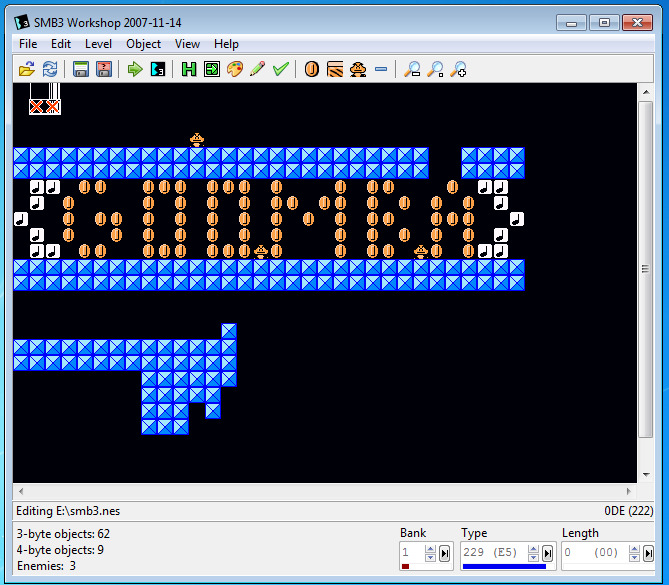 SMB3 Workshop 2007-11-14
File Edit Level Object View Help
GOOMBA
Editing E:\smb3.nes 0DE (222)
3-byte objects: 62
4-byte objects: 9
Enemies: 3
Bank Type Length
1 229 (E5) 0 (00)